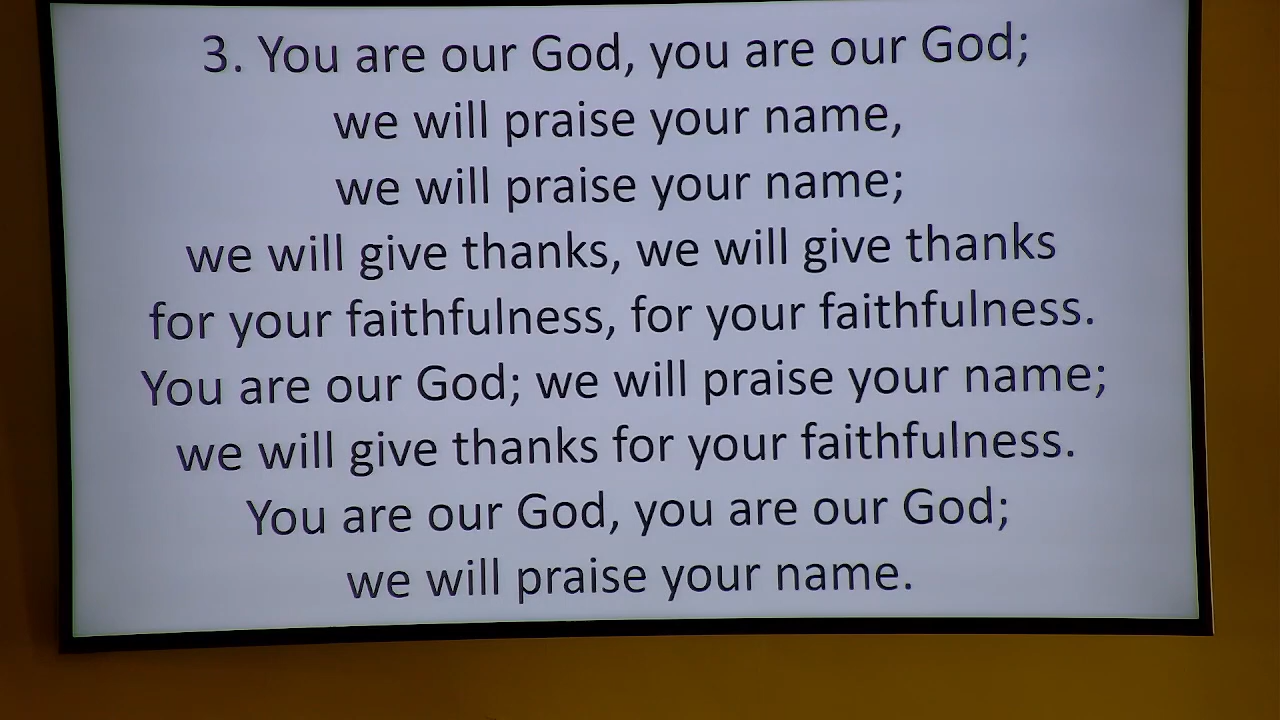 3. You are our God, you are our God;
we will praise your name,
we will praise your name;
we will give thanks, we will give thanks
for your faithfulness, for your faithfulness.
You are our God; we will praise your name;
we will give thanks for your faithfulness.
You are our God, you are our God;
we will praise your name.